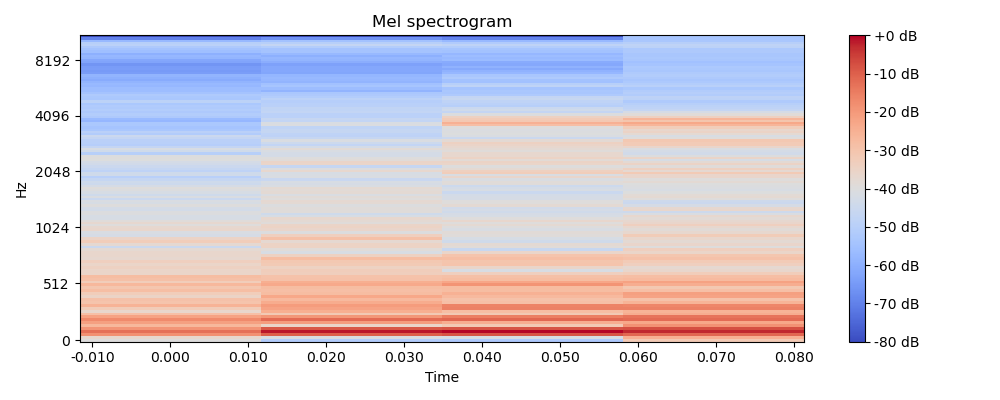 Mel spectrogram
Hz
8192
4096
2048
1024
512
0
-0.010 0.000 0.010 0.020 0.030 0.040 0.050 0.060 0.070 0.080
Time
+0 dB
-10 dB
-20 dB
-30 dB
-40 dB
-50 dB
-60 dB
-70 dB
-80 dB